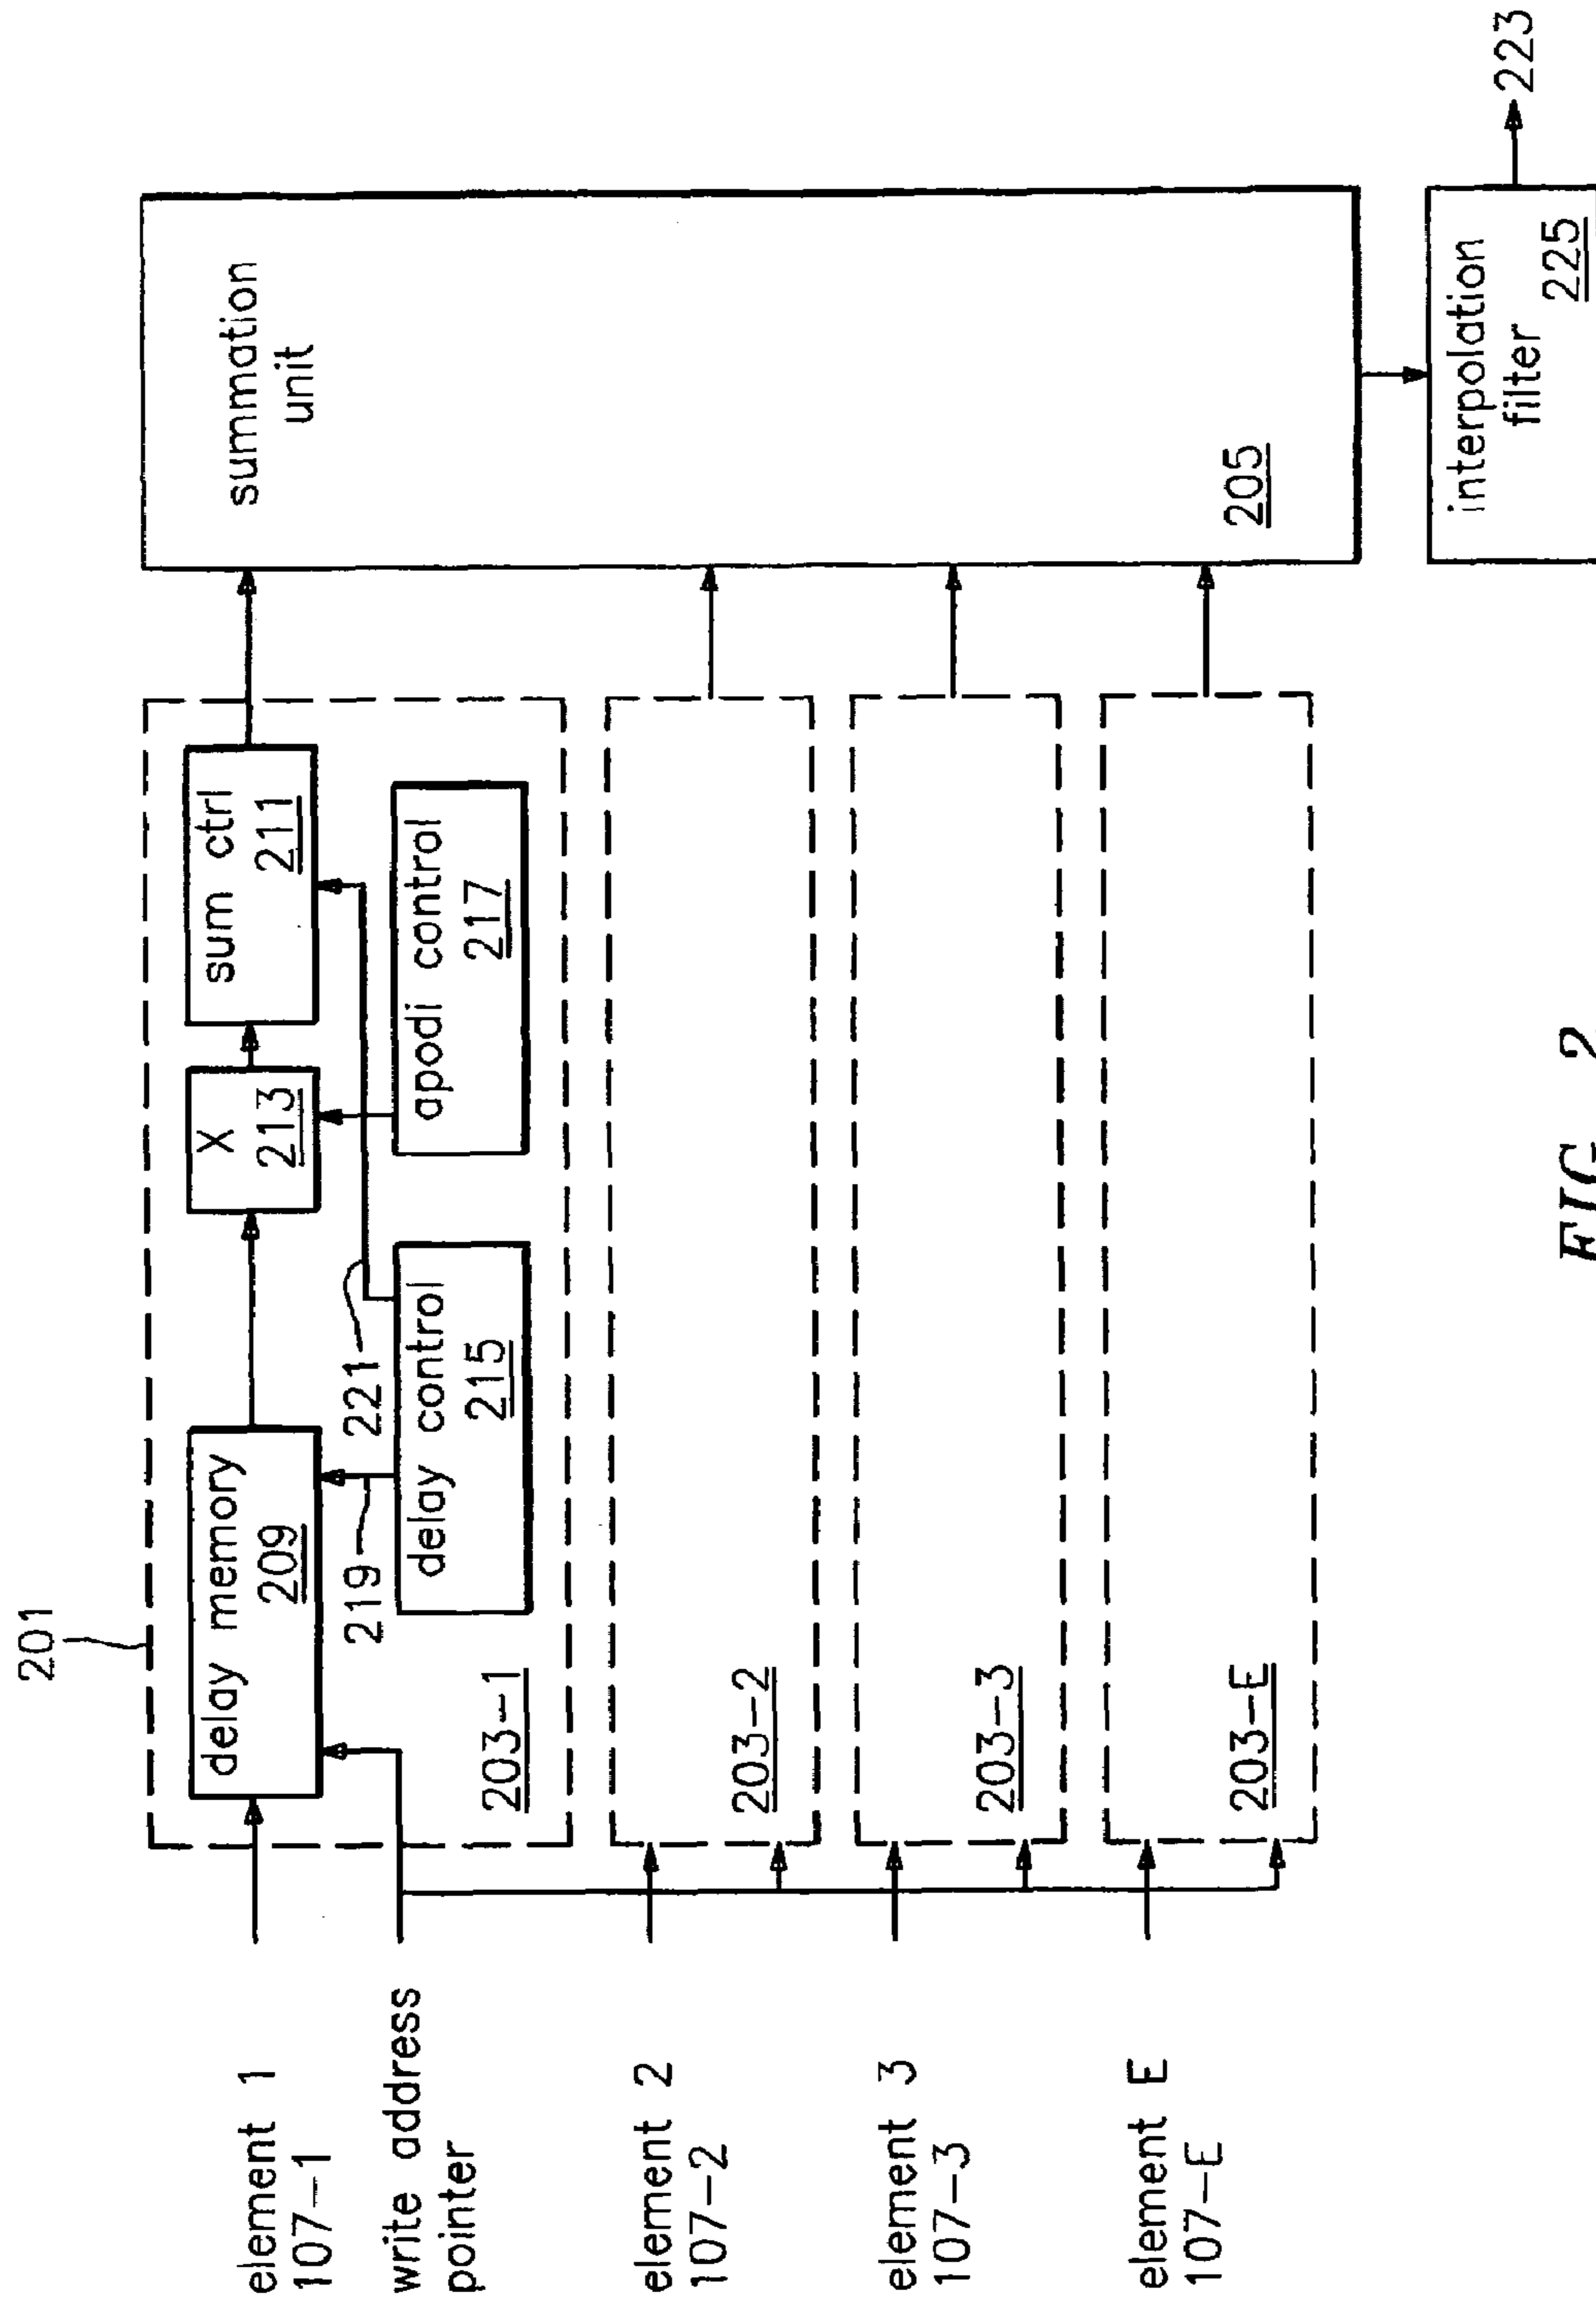 201
element 1
107-1
write address
pointer
delay memory
209
X
213
sum ctrl
211
219
221
delay control
215
apodi control
217
203-1
summation
unit
205
element 2
107-2
203-2
element 3
107-3
203-3
element E
107-E
203-E
interpolation
filter
225
223
FIG. 2